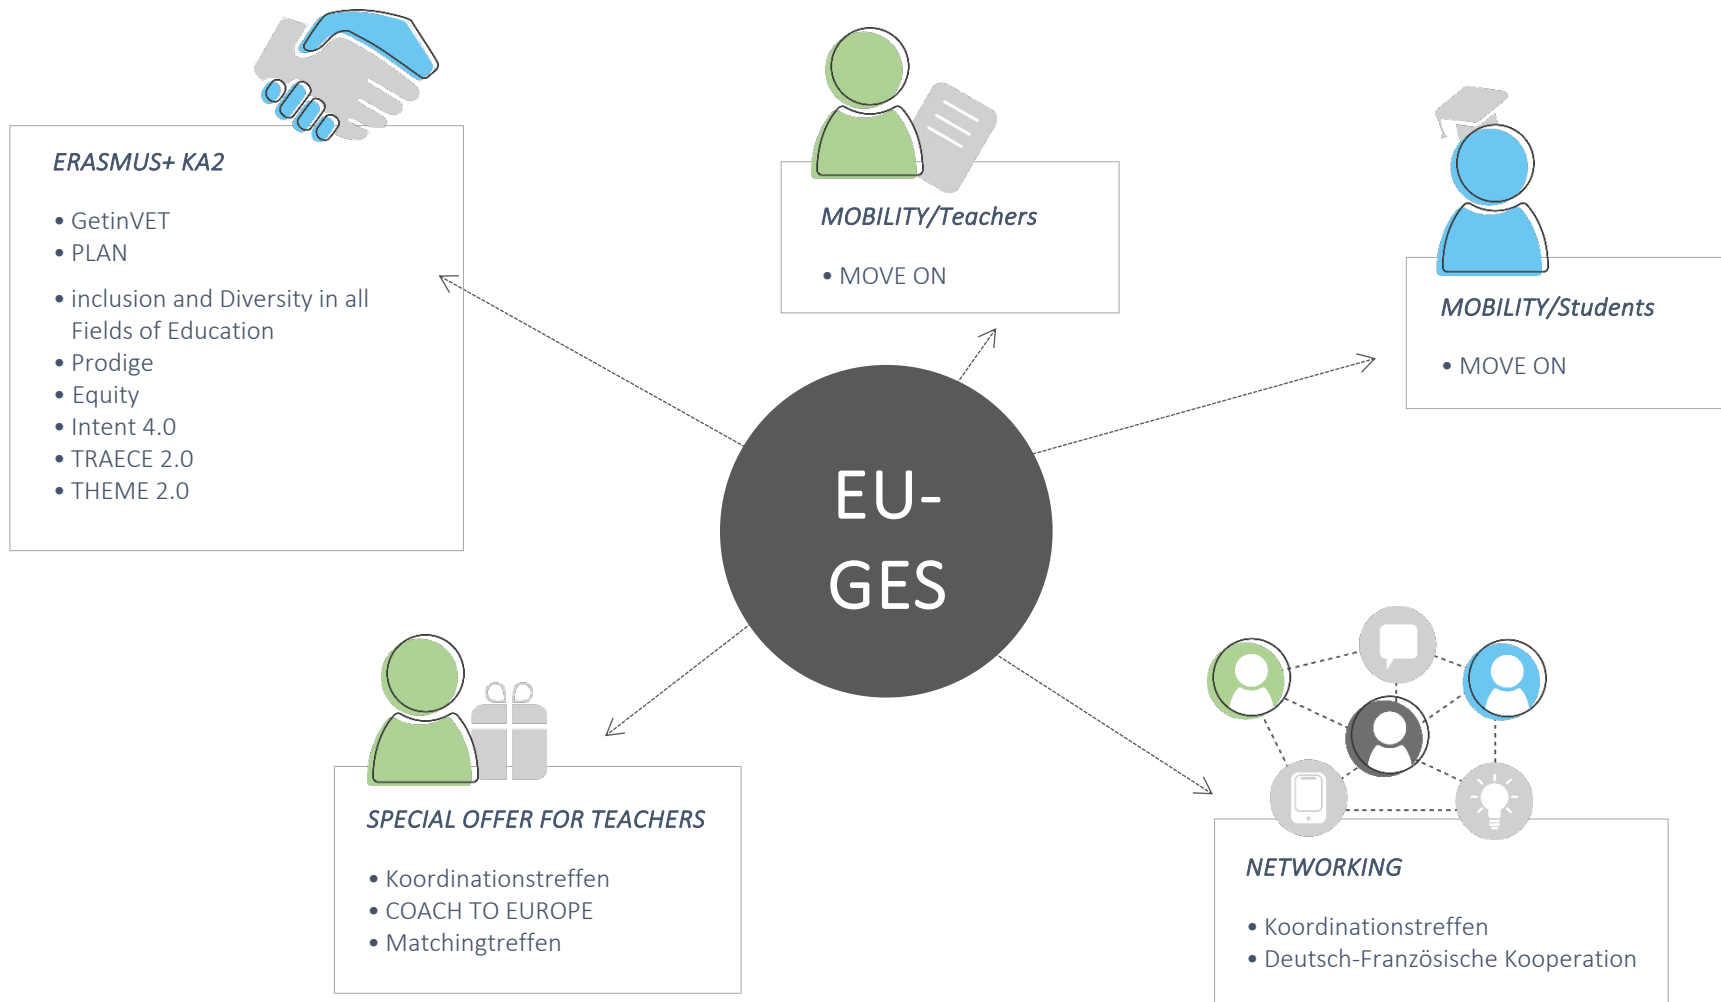 ERASMUS+ KA2
• GetinVET
• PLAN
• inclusion and Diversity in all
Fields of Education
• Prodige
• Equity
• Intent 4.0
• TRAECE 2.0
• THEME 2.0
MOBILITY/Teachers
• MOVE ON
MOBILITY/Students
• MOVE ON
EU-
GES
SPECIAL OFFER FOR TEACHERS
• Koordinationstreffen
• COACH TO EUROPE
• Matchingtreffen
NETWORKING
• Koordinationstreffen
• Deutsch-Französische Kooperation